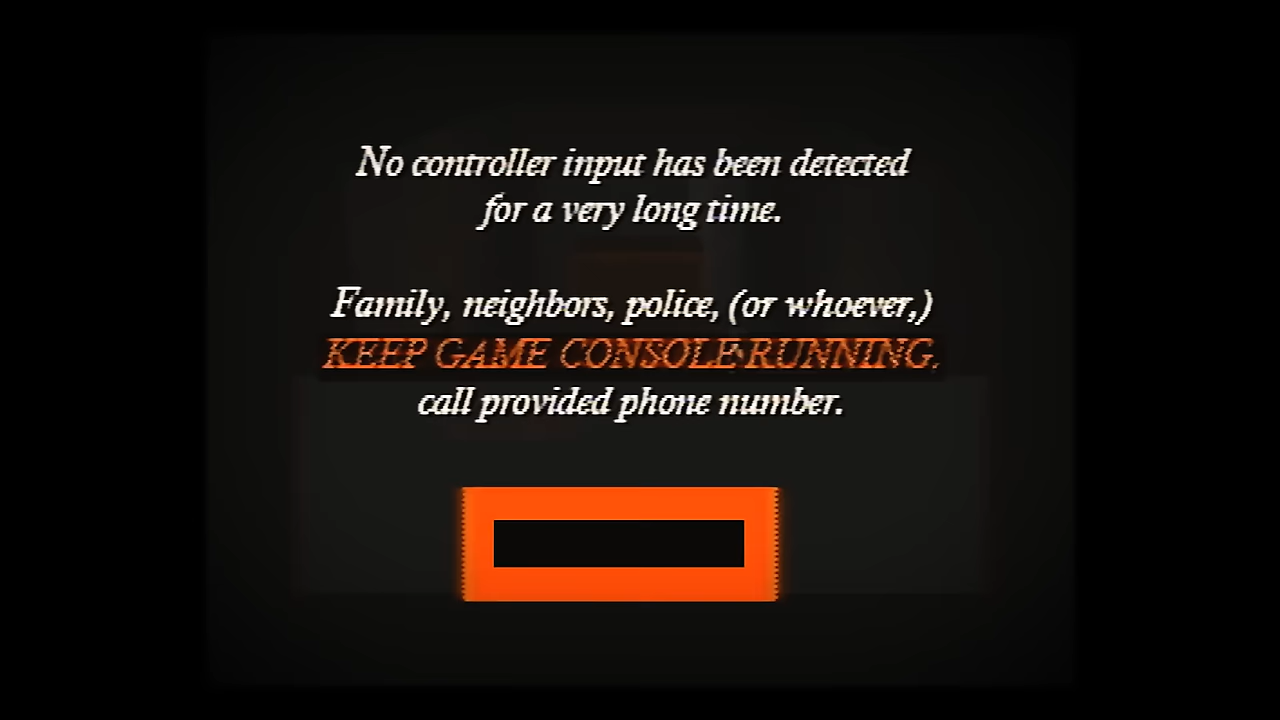 No controller input has been detected
for a very long time.
Family, neighbors, police, (or whoever,)
KEEP GAME CONSOLE RUNNING,
call provided phone number.